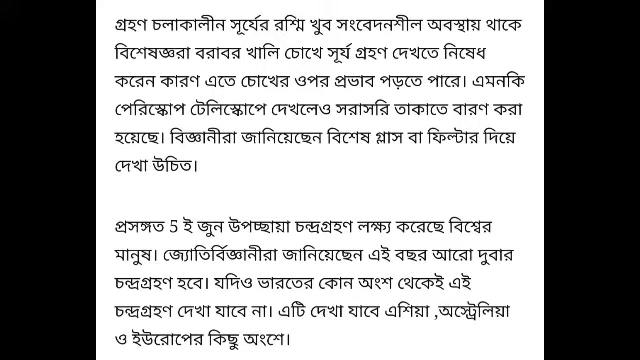 গ্রহণ চলাকালীন সূর্যের রশ্মি খুব সংবেদনশীল অবস্থায় থাকে
বিশেষজ্ঞরা বরাবর খালি চোখে সূর্য গ্রহণ দেখতে নিষেধ
করেন কারণ এতে চোখের ওপর প্রভাব পড়তে পারে। এমনকি
পেরিস্কোপ টেলিস্কোপে দেখলেও সরাসরি তাকাতে বারণ করা
হয়েছে। বিজ্ঞানীরা জানিয়েছেন বিশেষ গ্লাস বা ফিল্টার দিয়ে
দেখা উচিত।
প্রসঙ্গত 5 ই জুন উপচ্ছায়া চন্দ্রগ্রহণ লক্ষ্য করেছে বিশ্বের
মানুষ। জ্যোতির্বিজ্ঞানীরা জানিয়েছেন এই বছর আরো দুবার
চন্দ্রগ্রহণ হবে। যদিও ভারতের কোন অংশ থেকেই এই
চন্দ্রগ্রহণ দেখা যাবে না। এটি দেখা যাবে এশিয়া ,অস্ট্রেলিয়া
ও ইউরোপের কিছু অংশে।